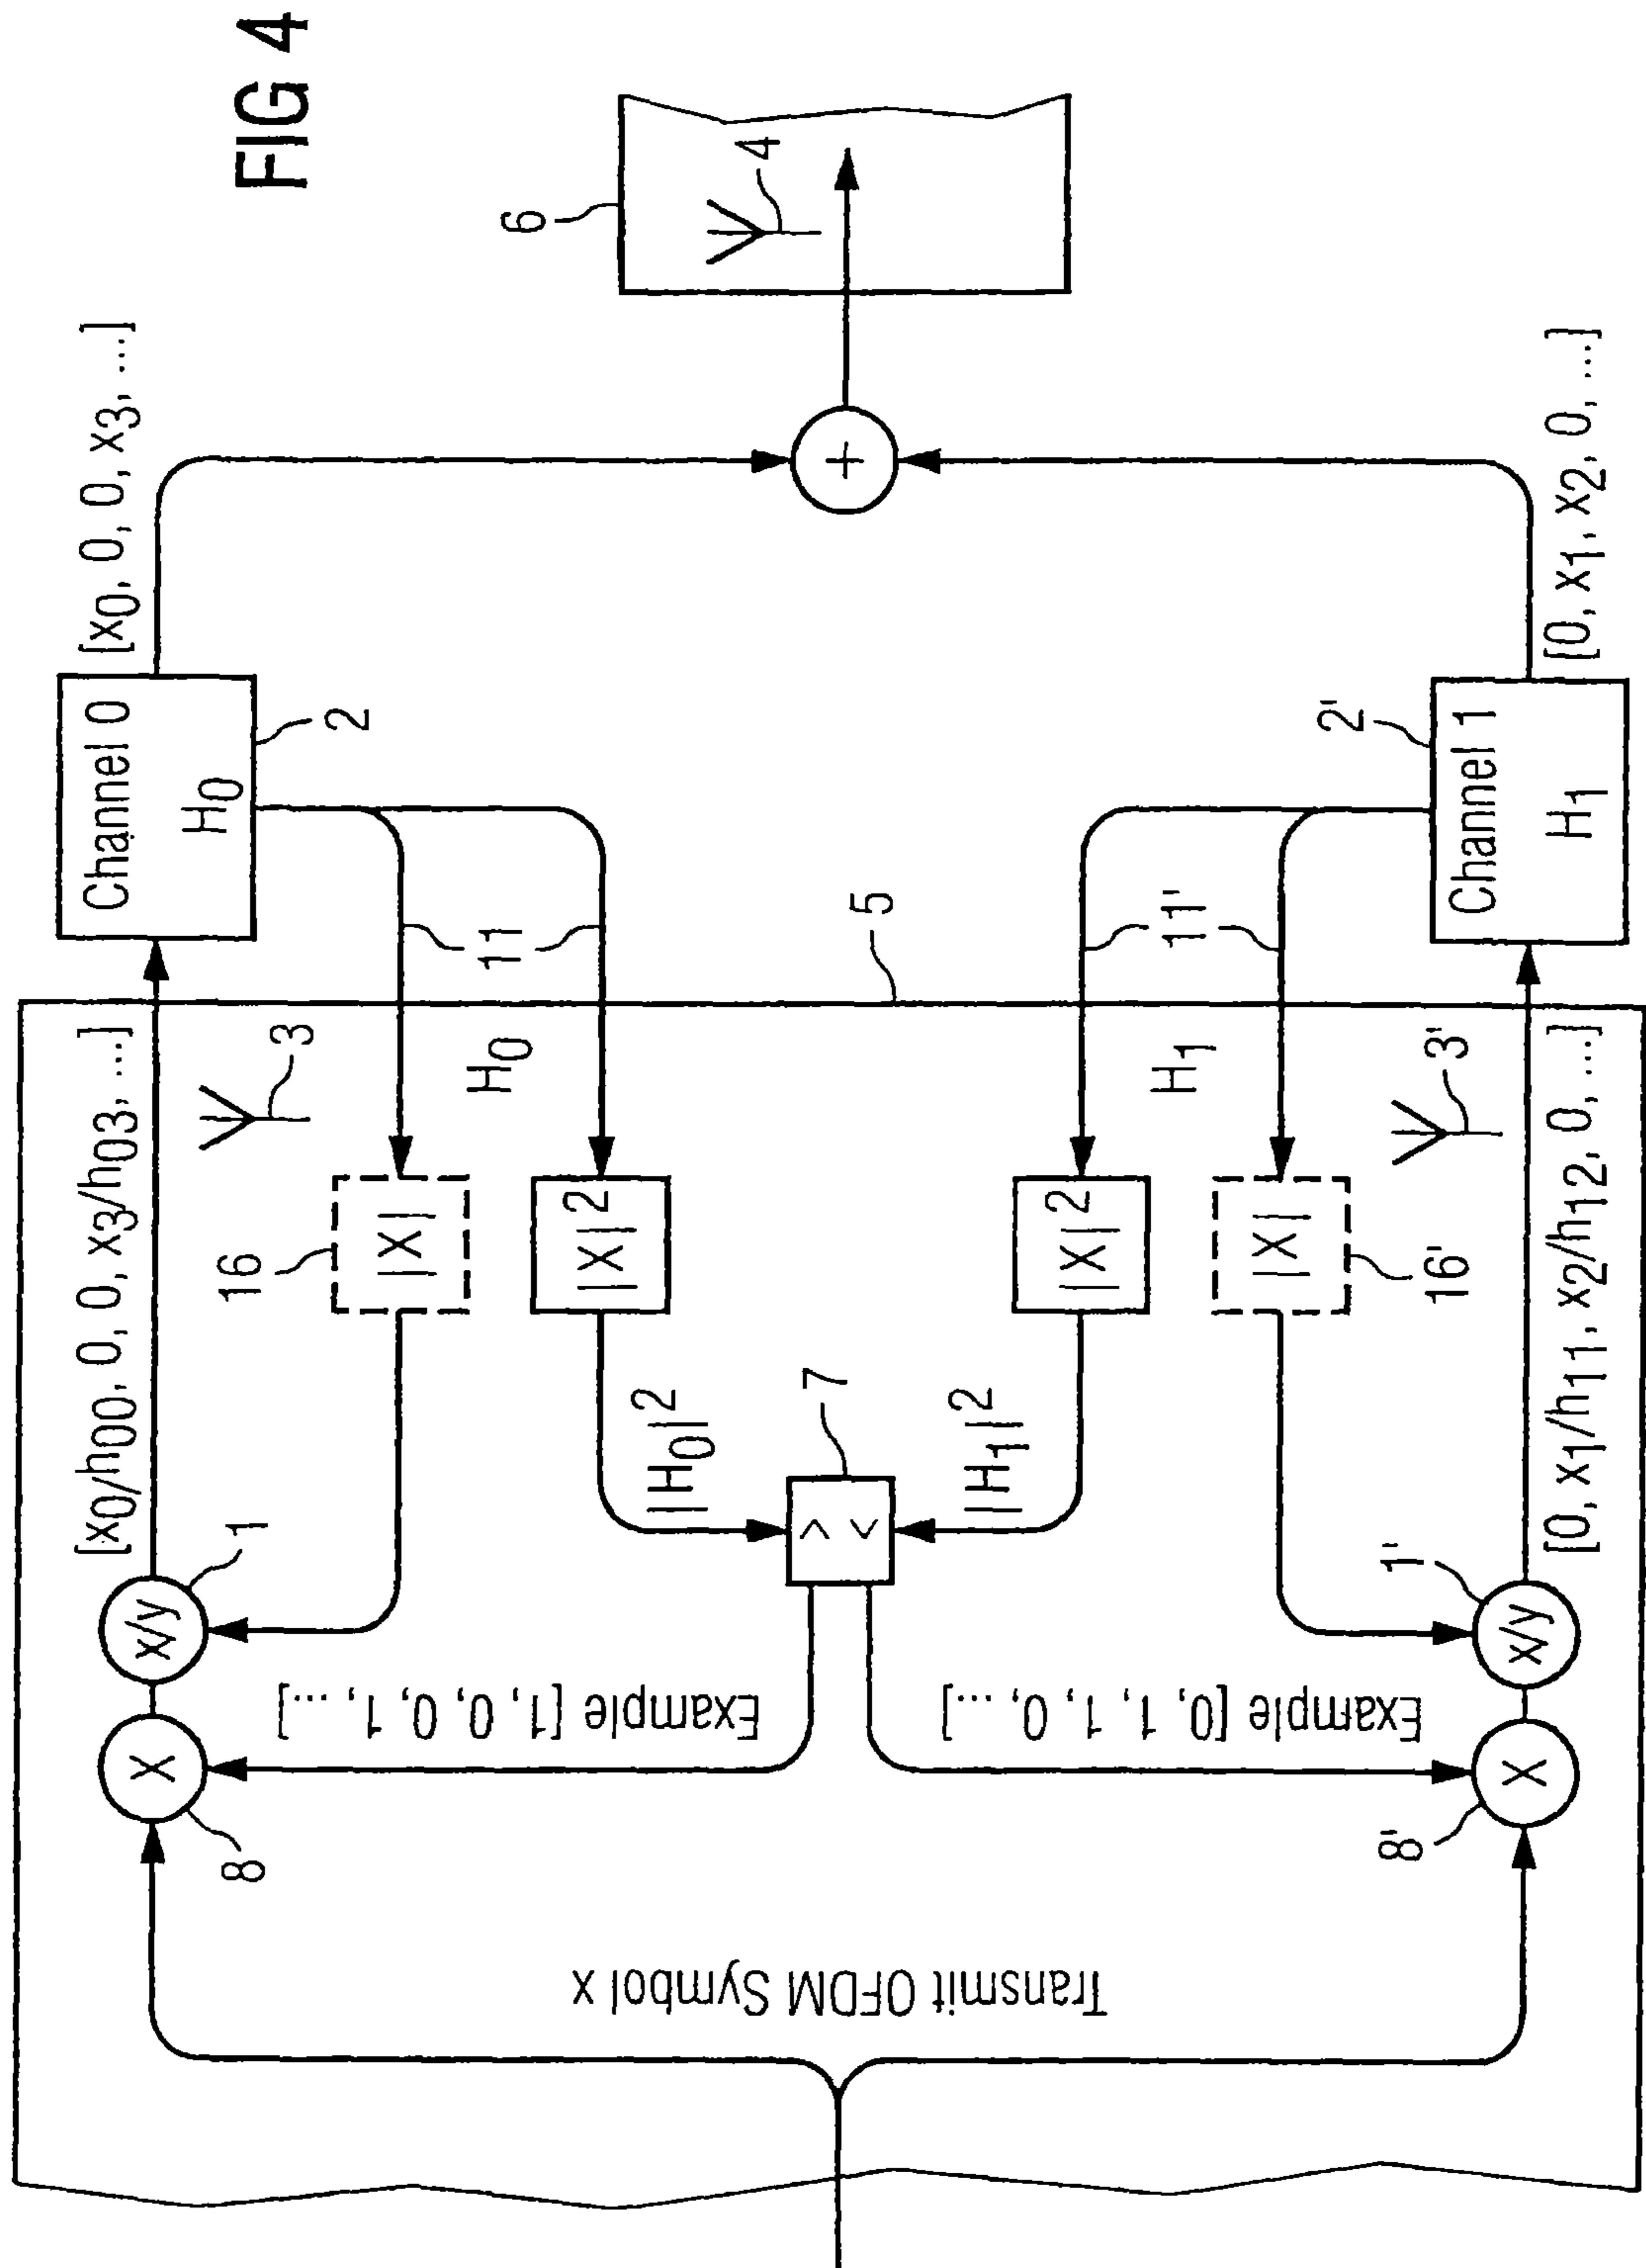 FIG 4
[x0/h00, 0, 0, x3/h03, ...]
[x0, 0, 0, x3, ...]
Channel 0
H0
2
8
X
1
x/y
3
16
|X|
11
H0
|X|²
|H0|²
Example [1, 0, 0, 1, ...]
Transmit OFDM Symbol x
7
>
<
5
+
6
4
Example [0, 1, 1, 0, ...]
|H1|²
|X|²
H1
11'
|X|
16'
3'
8'
X
1'
x/y
2'
Channel 1
H1
[0, x1/h11, x2/h12, 0, ...]
[0, x1, x2, 0, ...]